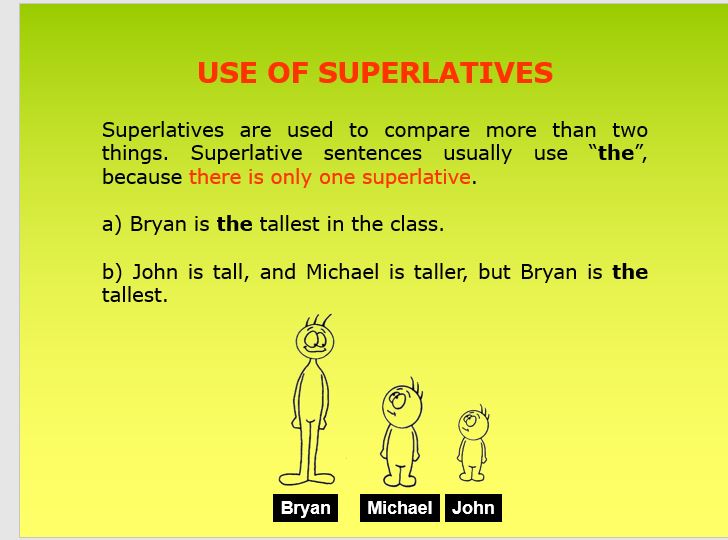 USE OF SUPERLATIVES
Superlatives are used to compare more than two
things. Superlative sentences usually use “the”,
because there is only one superlative.
a) Bryan is the tallest in the class.
b) John is tall, and Michael is taller, but Bryan is the
tallest.
Bryan Michael John